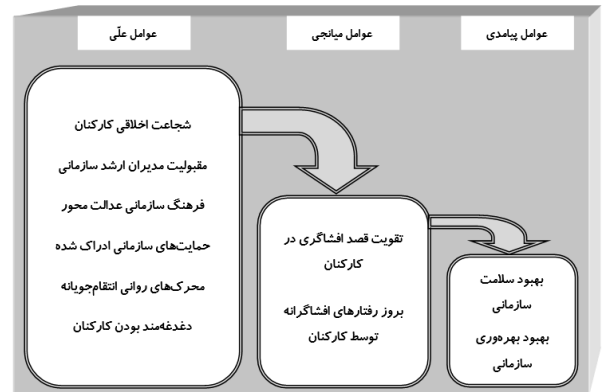 عوامل علّی
عوامل میانجی
عوامل پیامدی
شجاعت اخلاقی کارکنان
مقبولیت مدیران ارشد سازمانی
فرهنگ سازمانی عدالت محور
حمایت‌های سازمانی ادراک شده
محرک‌های روانی انتقام‌جویانه
دغدغه‌مند بودن کارکنان
تقویت قصد افشاگری در
کارکنان
بروز رفتارهای افشاگرانه
توسط کارکنان
بهبود سلامت
سازمانی
بهبود بهره‌وری
سازمانی